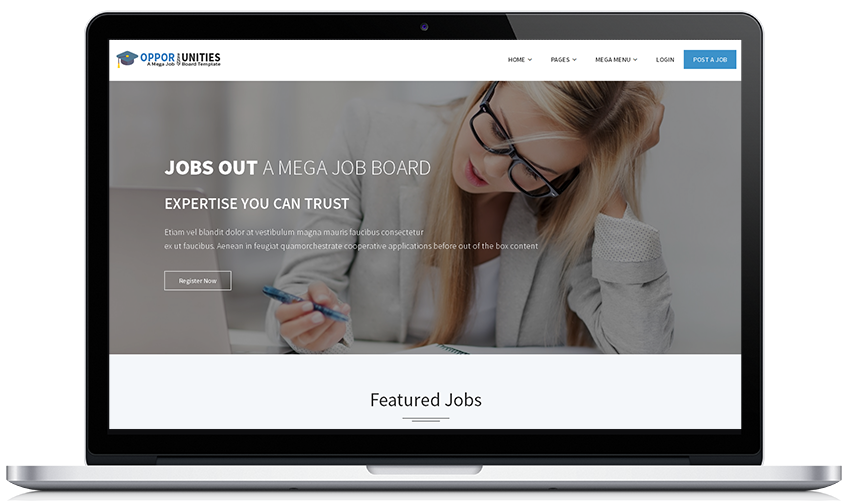 OPPOR UNITIES
A Mega Job Board Template
HOME
PAGES
MEGA MENU
LOGIN
POST A JOB
JOBS OUT A MEGA JOB BOARD
EXPERTISE YOU CAN TRUST
Etiam vel blandit dolor at vestibulum magna mauris faucibus consectetur
ex ut faucibus. Aenean in feugiat quamorchestrate cooperative applications before out of the box content
Register Now
Featured Jobs